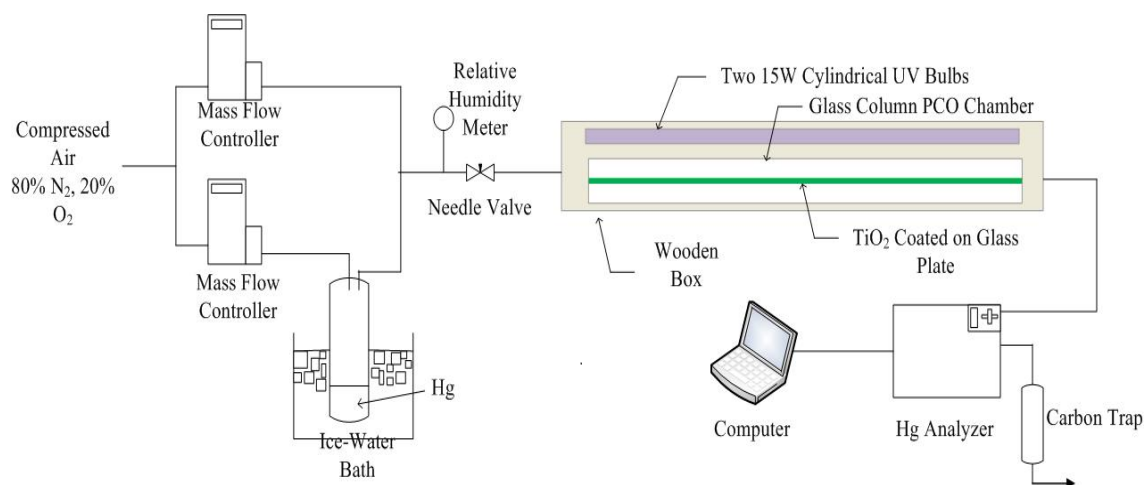 Compressed
Air
80% N₂, 20%
O₂
Mass Flow
Controller
Mass Flow
Controller
Hg
Ice-Water
Bath
Relative
Humidity
Meter
Needle Valve
Two 15W Cylindrical UV Bulbs
Glass Column PCO Chamber
Wooden
Box
TiO₂ Coated on Glass
Plate
Computer
Hg Analyzer
Carbon Trap